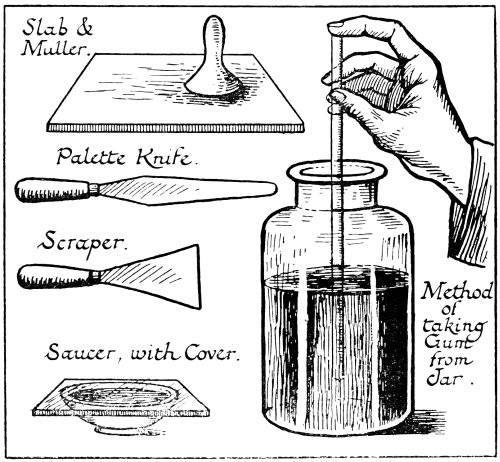 Slab &
Muller.
Palette Knife.
Scraper.
Saucer, with Cover.
Method
of
taking
Gum
from
Jar.